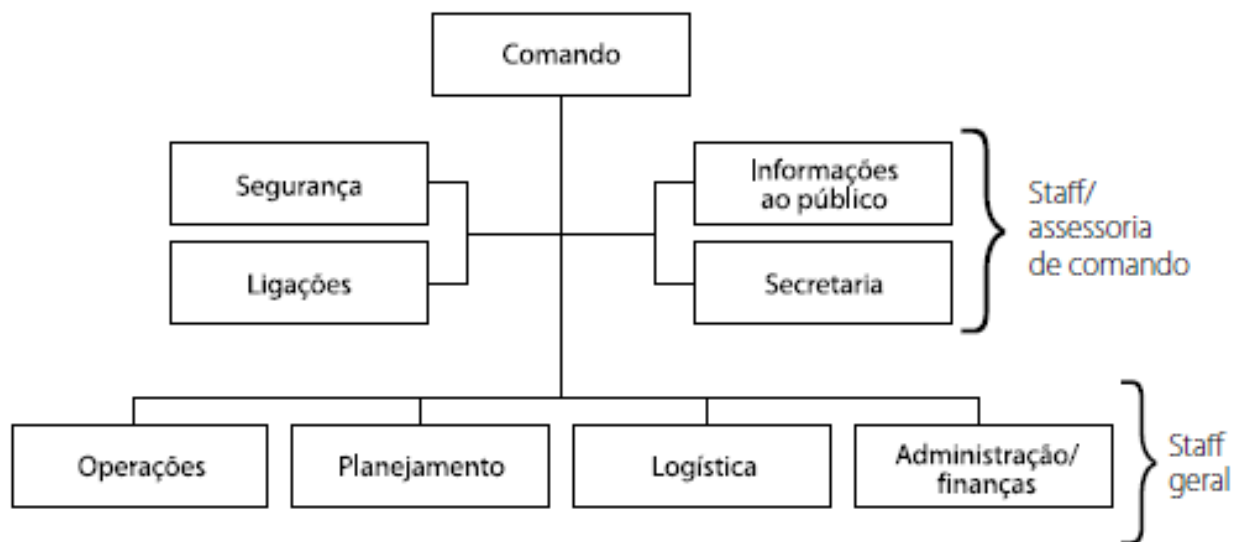 Comando
Segurança
Informações
ao público
Ligações
Secretaria
Staff/
assessoria
de comando
Operações
Planejamento
Logística
Administração/
finanças
Staff
geral